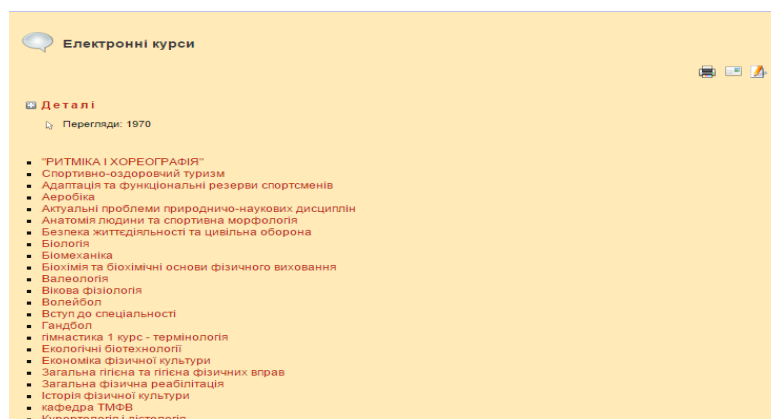 Електронні курси
Деталі
Перегляди: 1970
"РИТМІКА І ХОРЕОГРАФІЯ"
Спортивно-оздоровчий туризм
Адаптація та функціональні резерви спортсменів
Аеробіка
Актуальні проблеми природничо-наукових дисциплін
Анатомія людини та спортивна морфологія
Безпека життєдіяльності та цивільна оборона
Біологія
Біомеханіка
Біохімія та біохімічні основи фізичного виховання
Валеологія
Вікова фізіологія
Волейбол
Вступ до спеціальності
Гандбол
гімнастика 1 курс - термінологія
Екологічні біотехнології
Економіка фізичної культури
Загальна гігієна та гігієна фізичних вправ
Загальна фізична реабілітація
Історія фізичної культури
кафедра ТМФВ
Курортологія і дієтологія